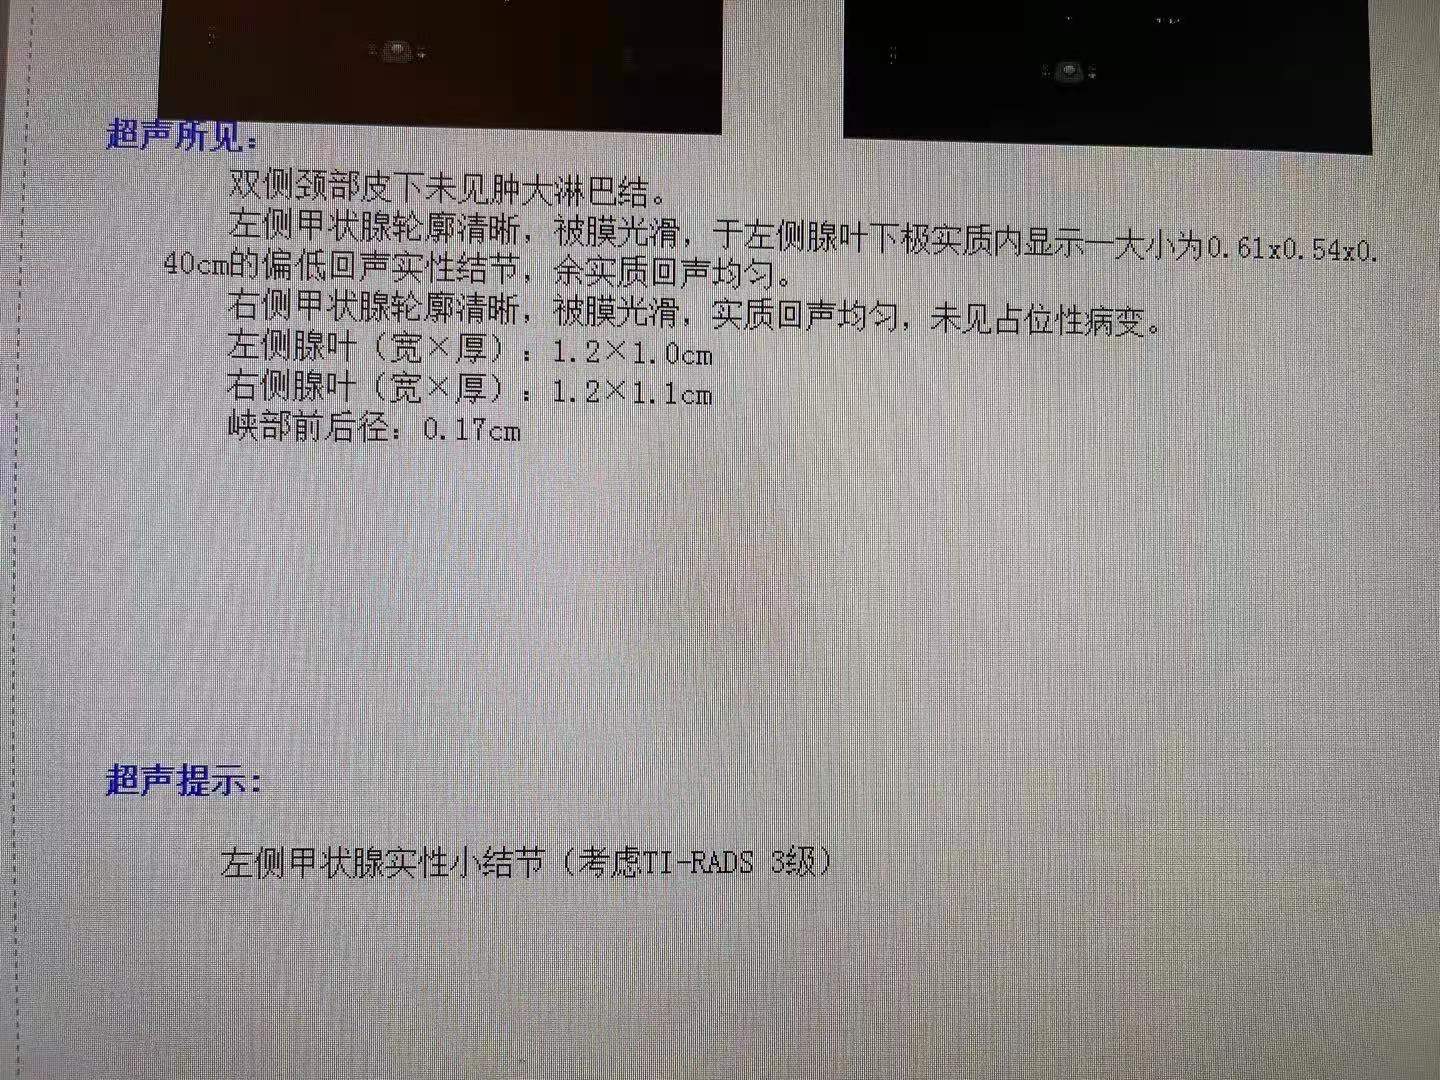 超声所见：
双侧颈部皮下未见肿大淋巴结。
左侧甲状腺轮廓清晰，被膜光滑，于左侧腺叶下极实质内显示一大小为0.61x0.54x0.
40cm的偏低回声实性结节，余实质回声均匀。
右侧甲状腺轮廓清晰，被膜光滑，实质回声均匀，未见占位性病变。
左侧腺叶（宽×厚）：1.2×1.0cm
右侧腺叶（宽×厚）：1.2×1.1cm
峡部前后径：0.17cm
超声提示：
左侧甲状腺实性小结节（考虑TI-RADS 3级）